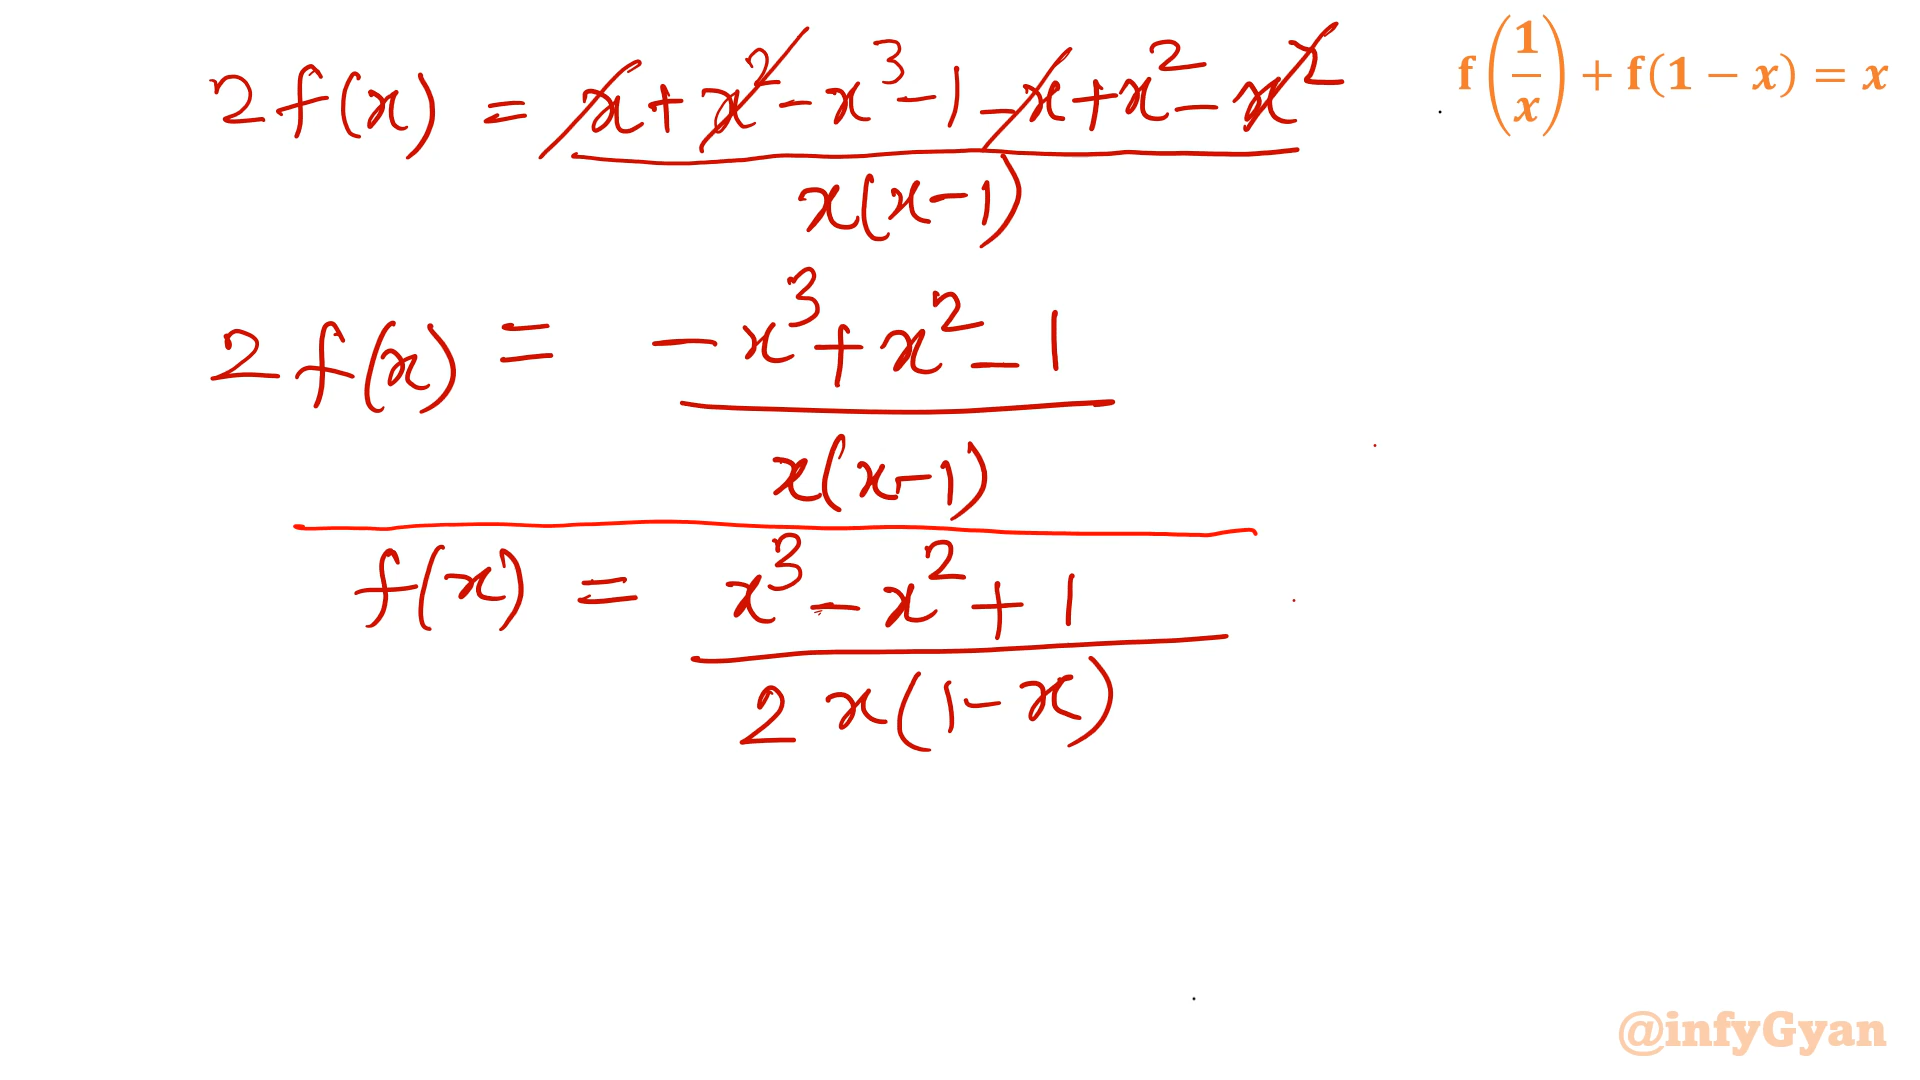 2f(x) = (x + x² - x³ - 1 - x + x² - x²) / (x(x-1))
f(1/x) + f(1 − x) = x
2f(x) = (-x³ + x² - 1) / (x(x-1))
f(x) = (x³ - x² + 1) / (2x(1-x))
@infyGyan